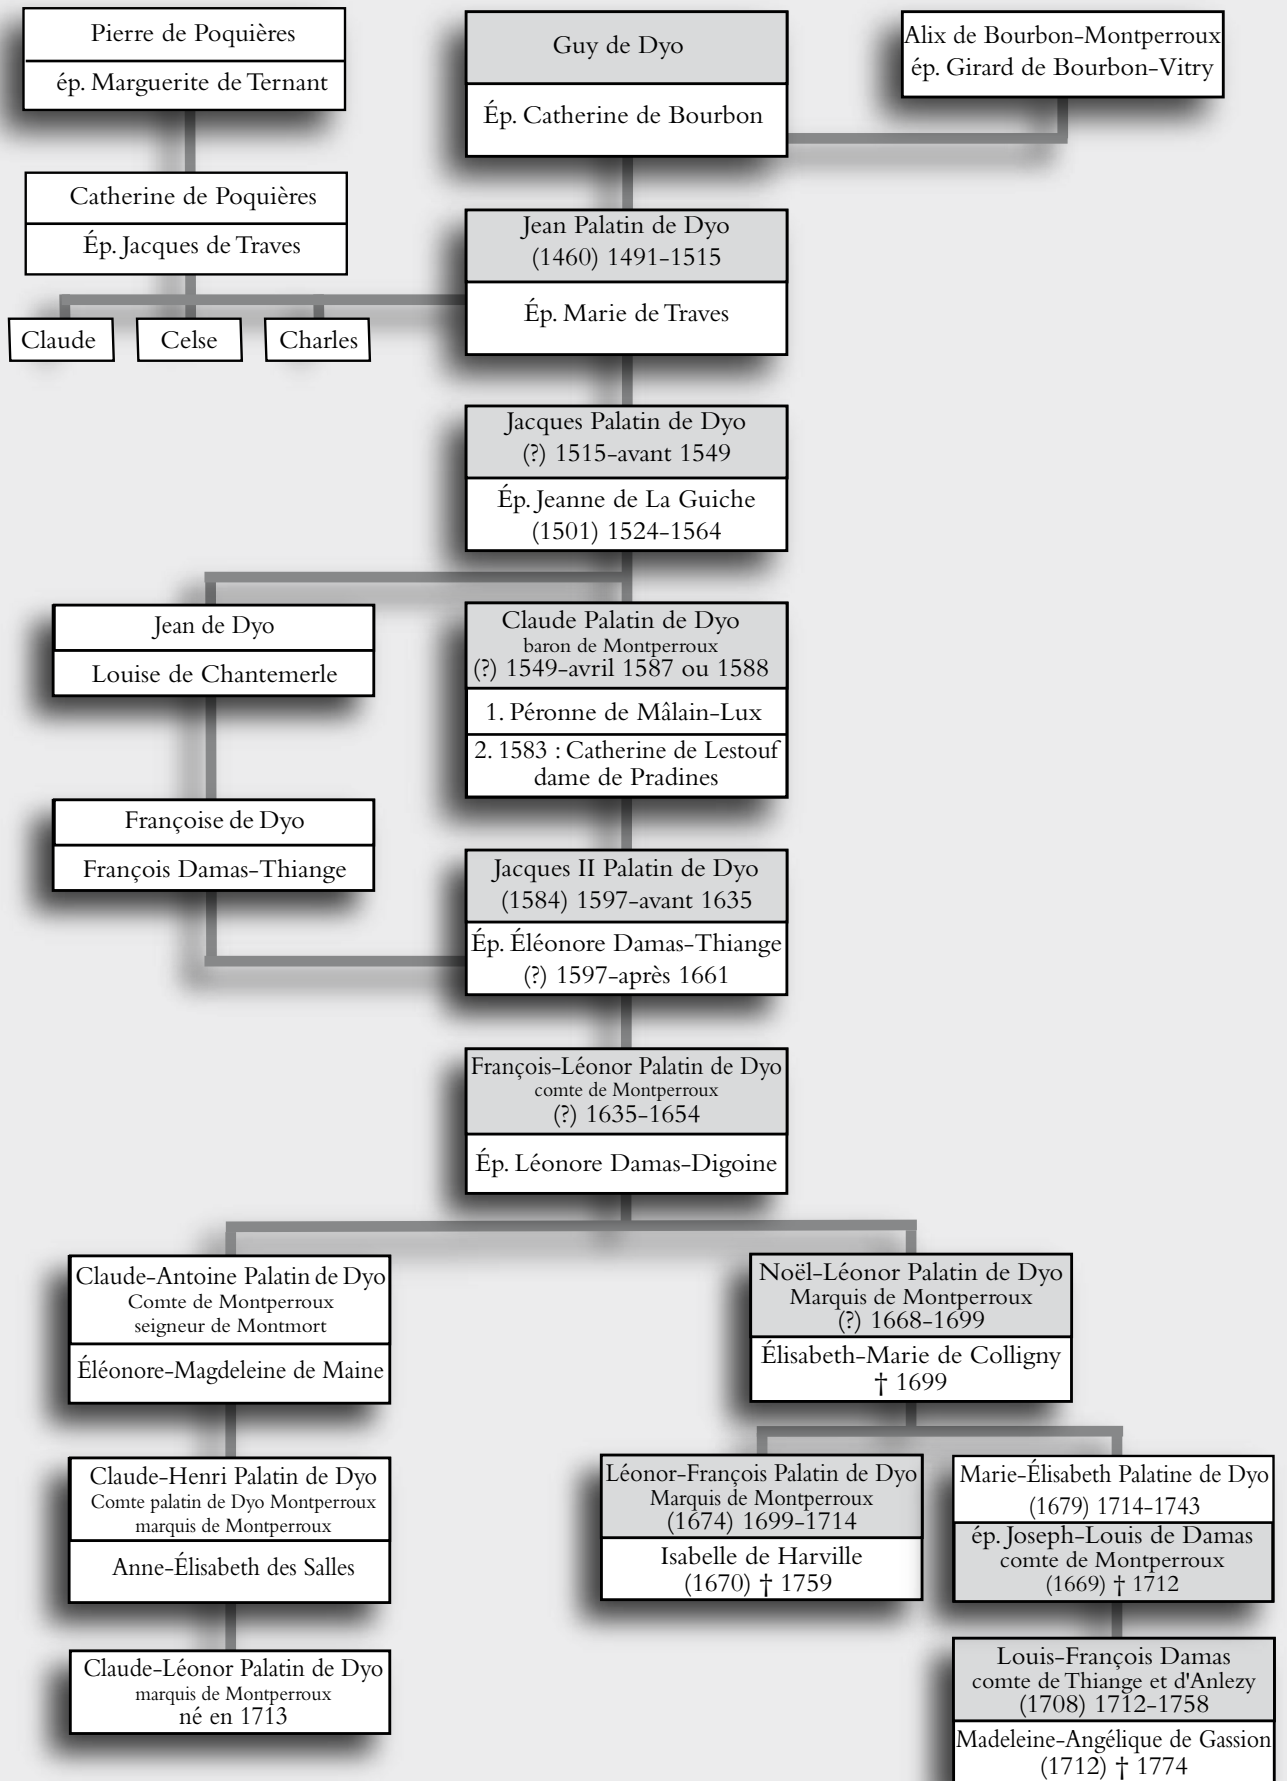 Pierre de Poquières
ép. Marguerite de Ternant
Guy de Dyo
Ép. Catherine de Bourbon
Alix de Bourbon-Montperroux
ép. Girard de Bourbon-Vitry
Catherine de Poquières
Ép. Jacques de Traves
Jean Palatin de Dyo
(1460) 1491-1515
Ép. Marie de Traves
Claude
Celse
Charles
Jacques Palatin de Dyo
(?) 1515-avant 1549
Ép. Jeanne de La Guiche
(1501) 1524-1564
Jean de Dyo
Louise de Chantemerle
Claude Palatin de Dyo
baron de Montperroux
(?) 1549-avril 1587 ou 1588
1. Péronne de Mâlain-Lux
2. 1583 : Catherine de Lestouf
dame de Pradines
Françoise de Dyo
François Damas-Thiange
Jacques II Palatin de Dyo
(1584) 1597-avant 1635
Ép. Éléonore Damas-Thiange
(?) 1597-après 1661
François-Léonor Palatin de Dyo
comte de Montperroux
(?) 1635-1654
Ép. Léonore Damas-Digoine
Claude-Antoine Palatin de Dyo
Comte de Montperroux
seigneur de Montmort
Éléonore-Magdeleine de Maine
Noël-Léonor Palatin de Dyo
Marquis de Montperroux
(?) 1668-1699
Élisabeth-Marie de Colligny
† 1699
Claude-Henri Palatin de Dyo
Comte palatin de Dyo Montperroux
marquis de Montperroux
Anne-Élisabeth des Salles
Léonor-François Palatin de Dyo
Marquis de Montperroux
(1674) 1699-1714
Isabelle de Harville
(1670) † 1759
Marie-Élisabeth Palatine de Dyo
(1679) 1714-1743
ép. Joseph-Louis de Damas
comte de Montperroux
(1669) † 1712
Claude-Léonor Palatin de Dyo
marquis de Montperroux
né en 1713
Louis-François Damas
comte de Thiange et d'Anlezy
(1708) 1712-1758
Madeleine-Angélique de Gassion
(1712) † 1774